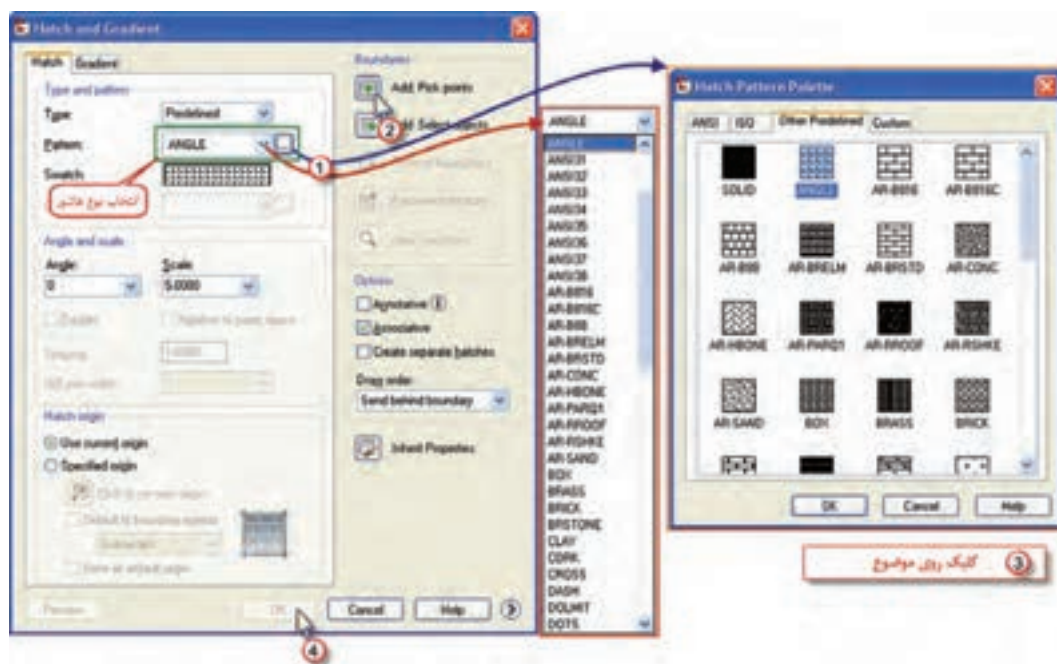 Hatch and Gradient
Hatch Gradient
Type and pattern
Type: Predefined
Pattern: ANGLE
Swatch:
انتخاب نوع هاشور
Angle and scale
Angle: Scale:
0 5.0000
Hatch origin
Use current origin
Specified origin
Preview
OK
Cancel
Help
4
Boundaries
Add: Pick points
2
Add: Select objects
1
Options
Annotative
Associative
Create separate hatches
Draw order:
Send behind boundary
Inherit Properties
ANGLE
ANGLE
ANSI31
ANSI32
ANSI33
ANSI34
ANSI35
ANSI36
ANSI37
ANSI38
AR-B816
AR-B816C
AR-B88
AR-BRELM
AR-BRSTD
AR-CONC
AR-HBONE
AR-PARQ1
AR-RROOF
AR-RSHKE
AR-SAND
BOX
BRASS
BRICK
BRSTONE
CLAY
CORK
CROSS
DASH
DOLMIT
DOTS
Hatch Pattern Palette
ANSI ISO Other Predefined Custom
SOLID ANGLE AR-B816 AR-B816C
AR-B88 AR-BRELM AR-BRSTD AR-CONC
AR-HBONE AR-PARQ1 AR-RROOF AR-RSHKE
AR-SAND BOX BRASS BRICK
OK Cancel Help
3 کلیک روی موضوع